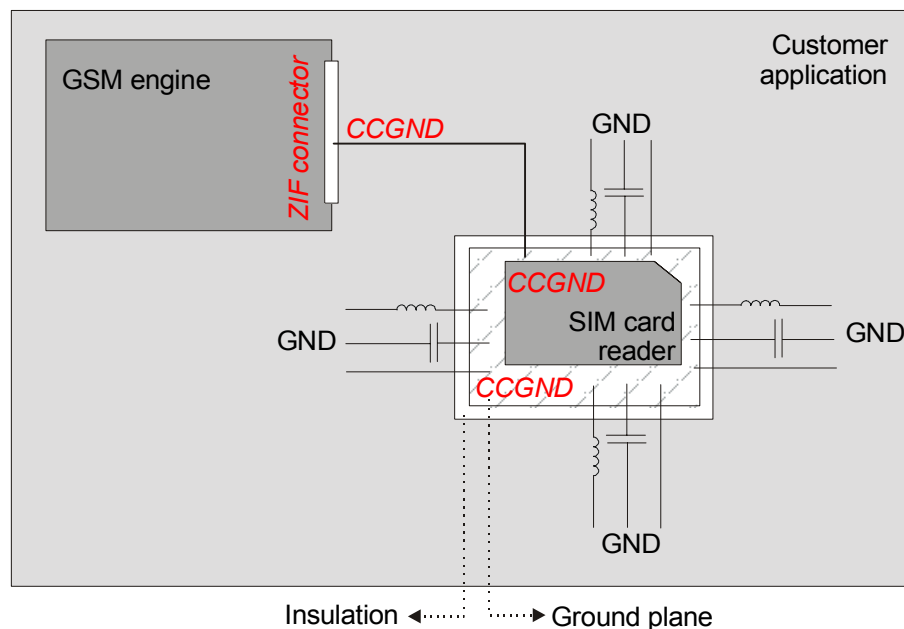 Customer
application
GSM engine
ZIF connector
CCGND
GND
CCGND
SIM card
reader
GND
GND
CCGND
GND
Insulation
Ground plane